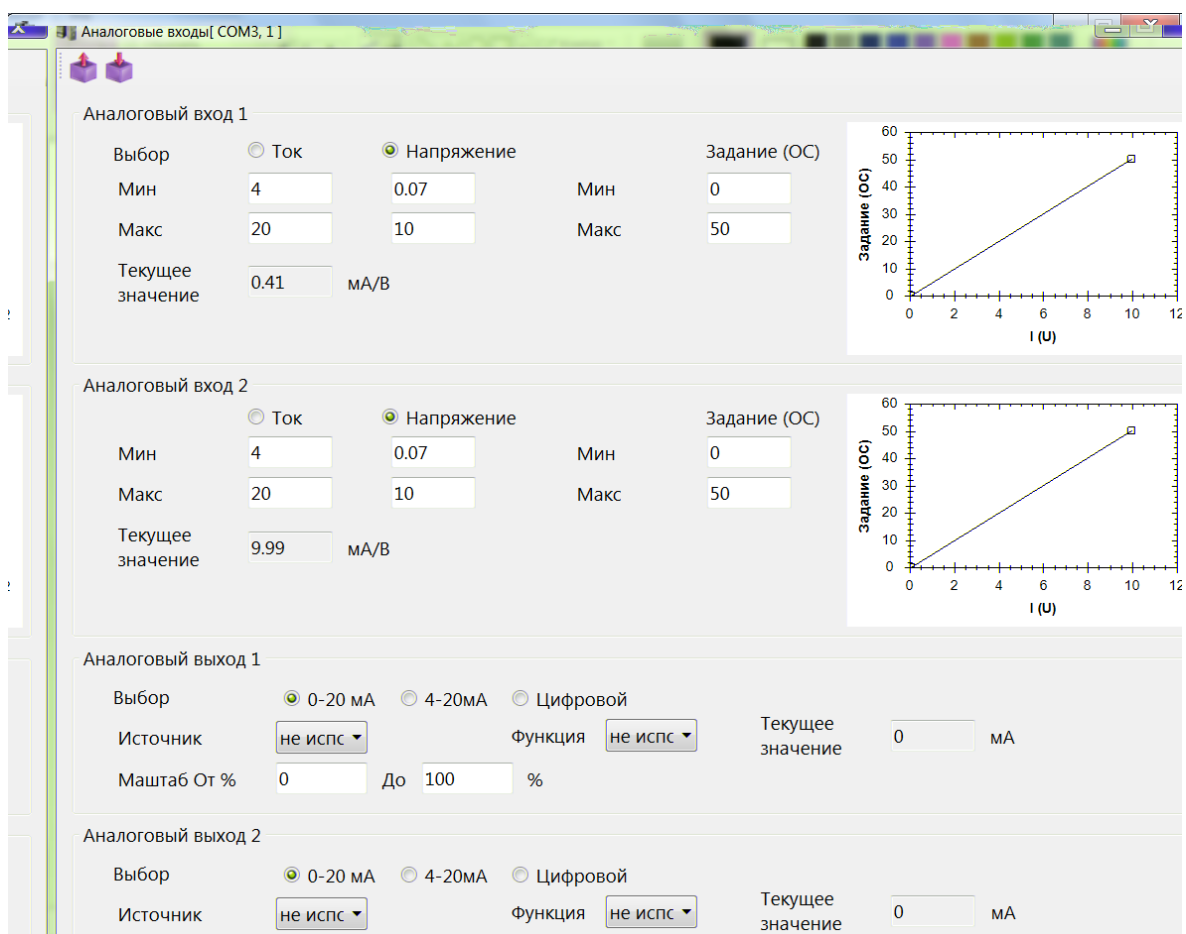 Аналоговые входы[ COM3, 1 ]
Аналоговый вход 1
Выбор Ток Напряжение Задание (ОС)
Мин 4 0.07 Мин 0
Макс 20 10 Макс 50
Текущее
значение 0.41 мА/В
60
50
40
30
20
10
0
Задание (ОС)
0 2 4 6 8 10 12
I (U)
Аналоговый вход 2
Ток Напряжение Задание (ОС)
Мин 4 0.07 Мин 0
Макс 20 10 Макс 50
Текущее
значение 9.99 мА/В
60
50
40
30
20
10
0
Задание (ОС)
0 2 4 6 8 10 12
I (U)
Аналоговый выход 1
Выбор 0-20 мА 4-20мА Цифровой
Источник не испс Функция не испс Текущее
значение 0 мА
Маштаб От % 0 До 100 %
Аналоговый выход 2
Выбор 0-20 мА 4-20мА Цифровой
Источник не испс Функция не испс Текущее
значение 0 мА